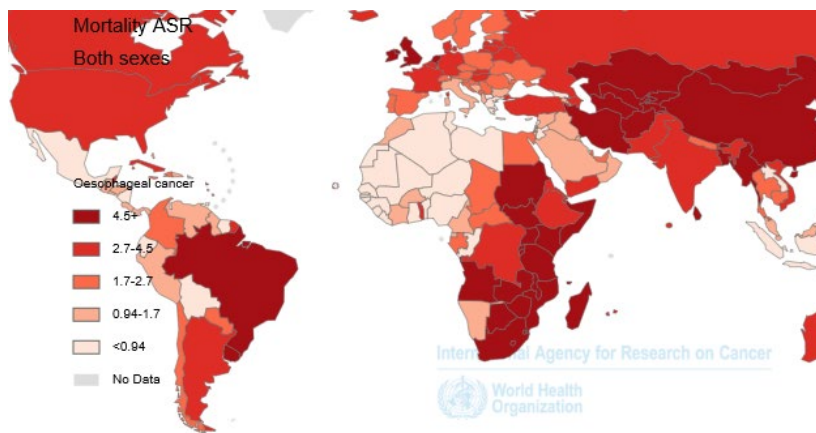 Mortality ASR
Both sexes
Oesophageal cancer
4.5+
2.7-4.5
1.7-2.7
0.94-1.7
<0.94
No Data
International Agency for Research on Cancer
World Health
Organization